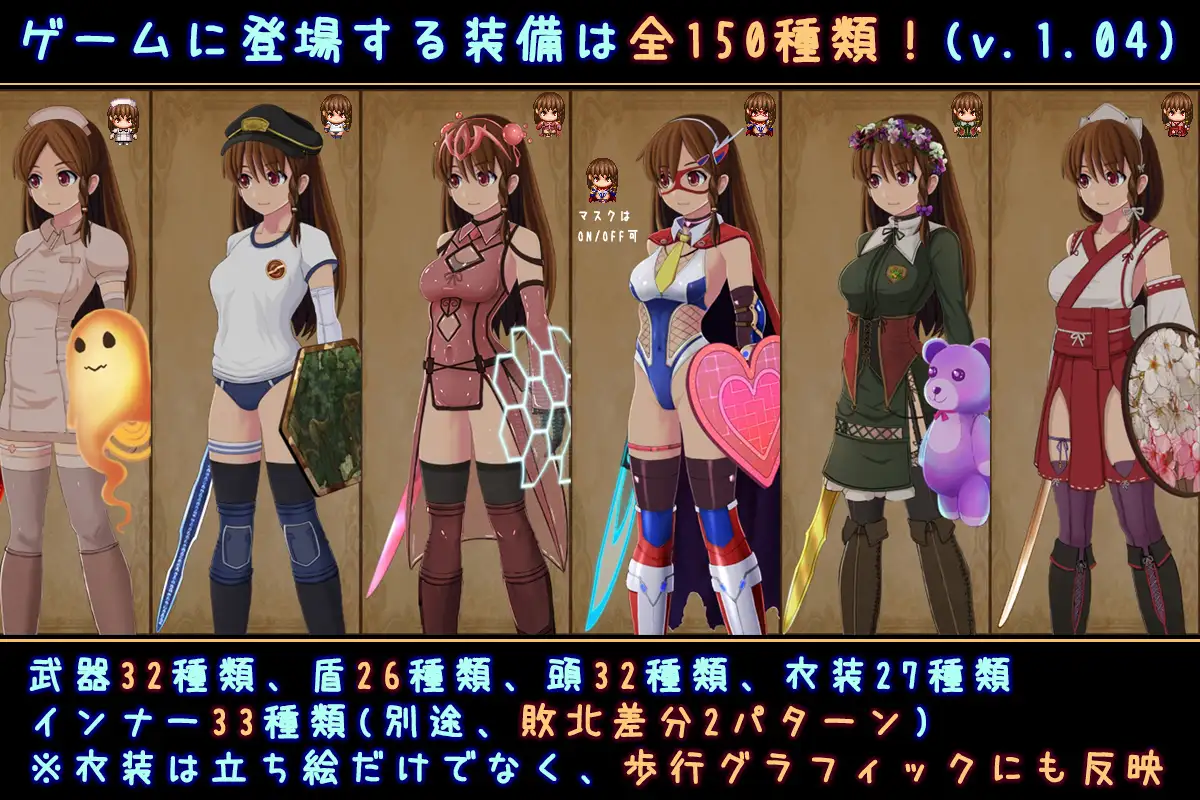 ゲームに登場する装備は全150種類！(v.1.04)
マスクは
ON/OFF可
武器32種類、盾26種類、頭32種類、衣装27種類
インナー33種類(別途、敗北差分2パターン)
※衣装は立ち絵だけでなく、歩行グラフィックにも反映